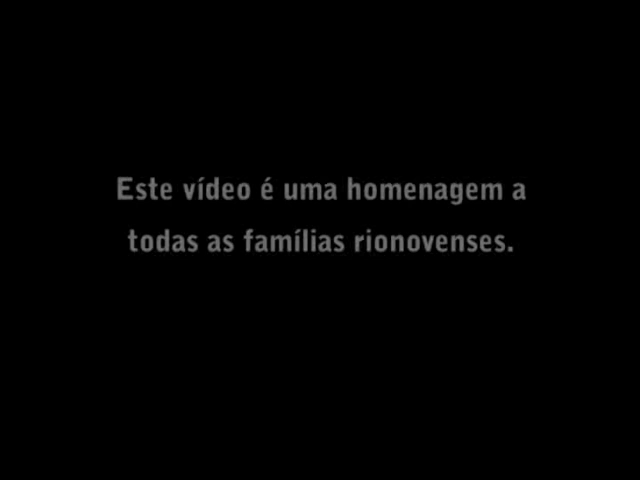 Este vídeo é uma homenagem a
todas as famílias rionovenses.